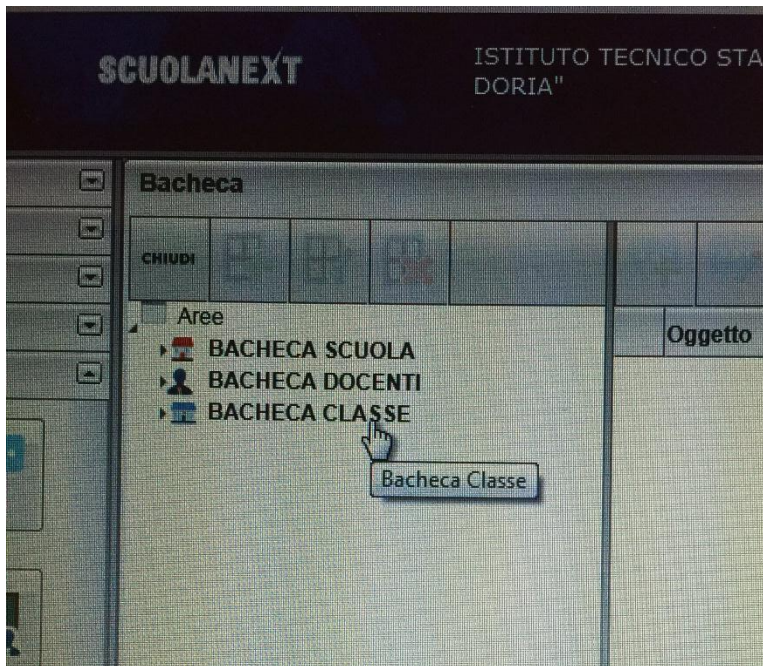 SCUOLANEXT
ISTITUTO TECNICO STA
DORIA"
Bacheca
CHIUDI
Aree
BACHECA SCUOLA
BACHECA DOCENTI
BACHECA CLASSE
Bacheca Classe
Oggetto